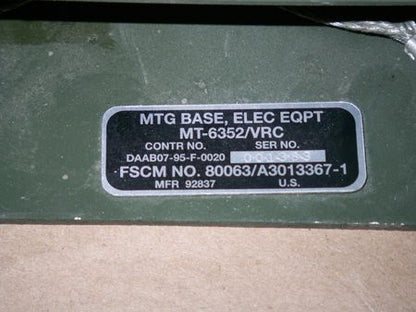 MTG BASE, ELEC EQPT
MT-6352/VRC
CONTR NO. SER NO.
DAAB07-95-F-0020 001383
FSCM NO. 80063/A3013367-1
MFR 92837 U.S.